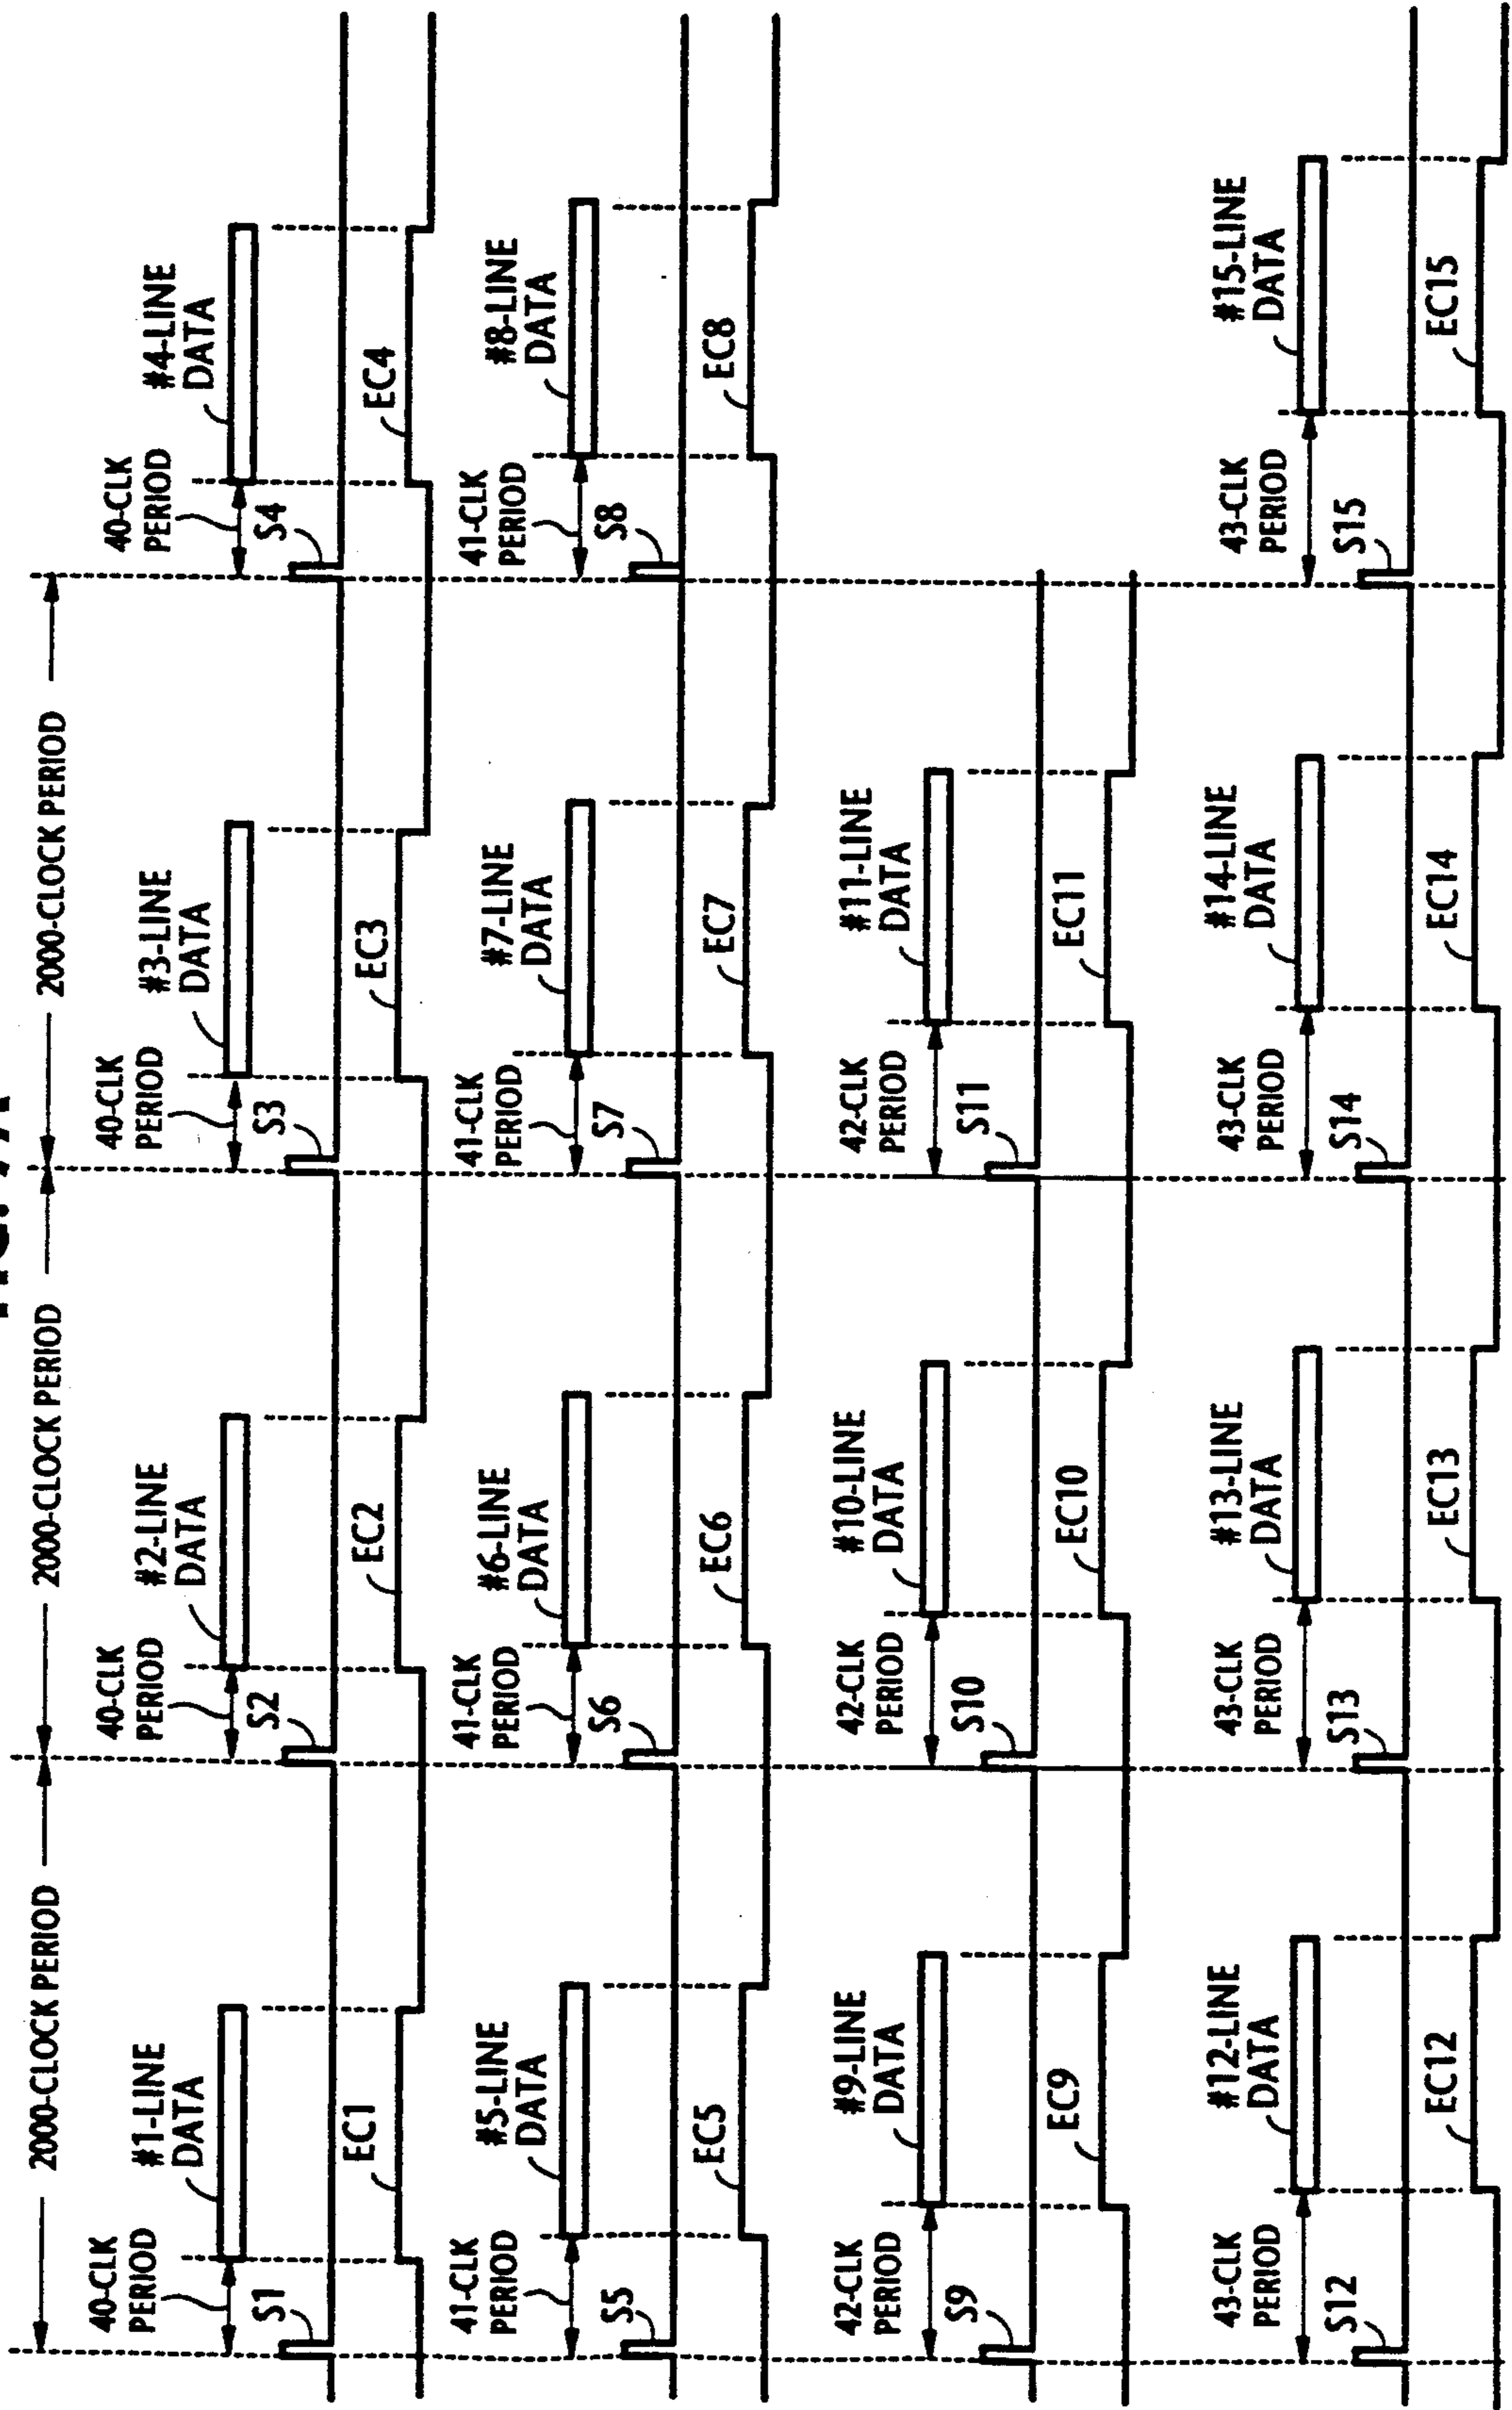 2000-CLOCK PERIOD
2000-CLOCK PERIOD
2000-CLOCK PERIOD
40-CLK
PERIOD
#1-LINE
DATA
S1
EC1
40-CLK
PERIOD
#2-LINE
DATA
S2
EC2
40-CLK
PERIOD
#3-LINE
DATA
S3
EC3
40-CLK
PERIOD
#4-LINE
DATA
S4
EC4
41-CLK
PERIOD
#5-LINE
DATA
S5
EC5
41-CLK
PERIOD
#6-LINE
DATA
S6
EC6
41-CLK
PERIOD
#7-LINE
DATA
S7
EC7
41-CLK
PERIOD
#8-LINE
DATA
S8
EC8
42-CLK
PERIOD
#9-LINE
DATA
S9
EC9
42-CLK
PERIOD
#10-LINE
DATA
S10
EC10
42-CLK
PERIOD
#11-LINE
DATA
S11
EC11
43-CLK
PERIOD
#12-LINE
DATA
S12
EC12
43-CLK
PERIOD
#13-LINE
DATA
S13
EC13
43-CLK
PERIOD
#14-LINE
DATA
S14
EC14
43-CLK
PERIOD
#15-LINE
DATA
S15
EC15